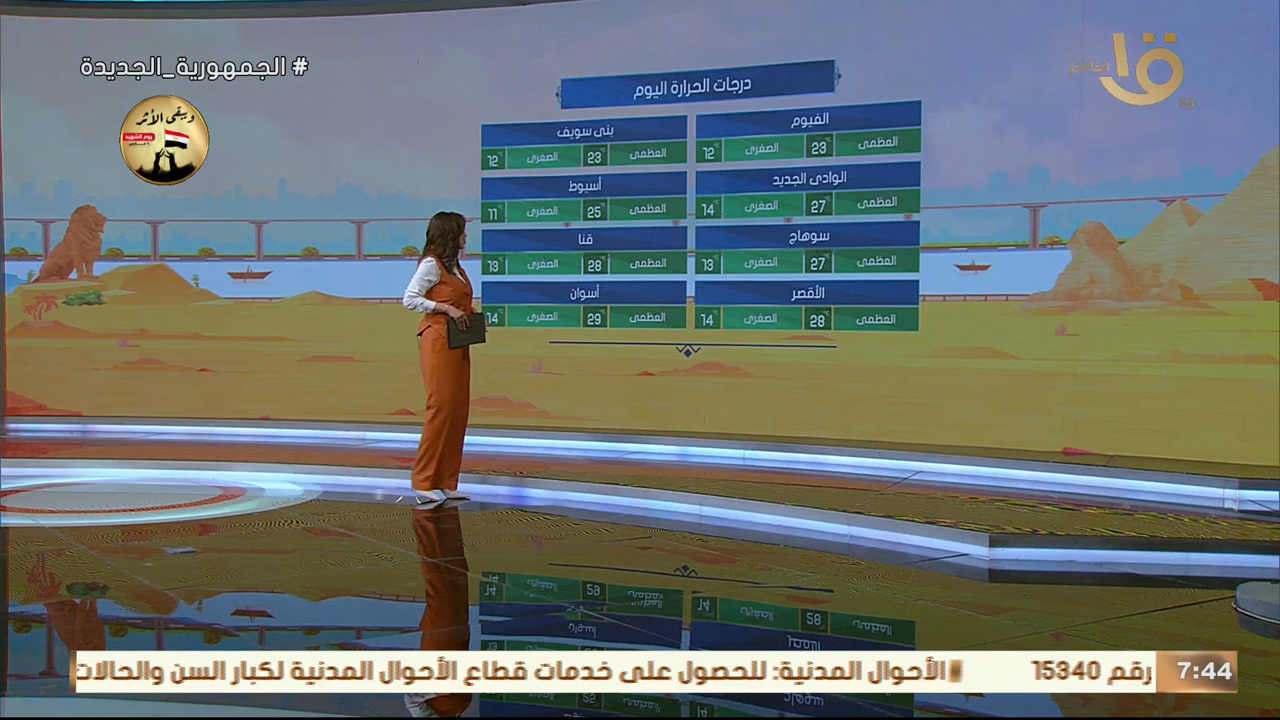 #الجمهورية_الجديدة
ويبقى الأثر
يوم الشهيد
درجات الحرارة اليوم
الفيوم
العظمى 23 الصغرى 12
بنى سويف
العظمى 23 الصغرى 12
الوادى الجديد
العظمى 27 الصغرى 14
أسيوط
العظمى 25 الصغرى 11
سوهاج
العظمى 27 الصغرى 13
قنا
العظمى 28 الصغرى 13
الأقصر
العظمى 28 الصغرى 14
أسوان
العظمى 29 الصغرى 14
رقم 15340
الأحوال المدنية: للحصول على خدمات قطاع الأحوال المدنية لكبار السن والحالات
7:44